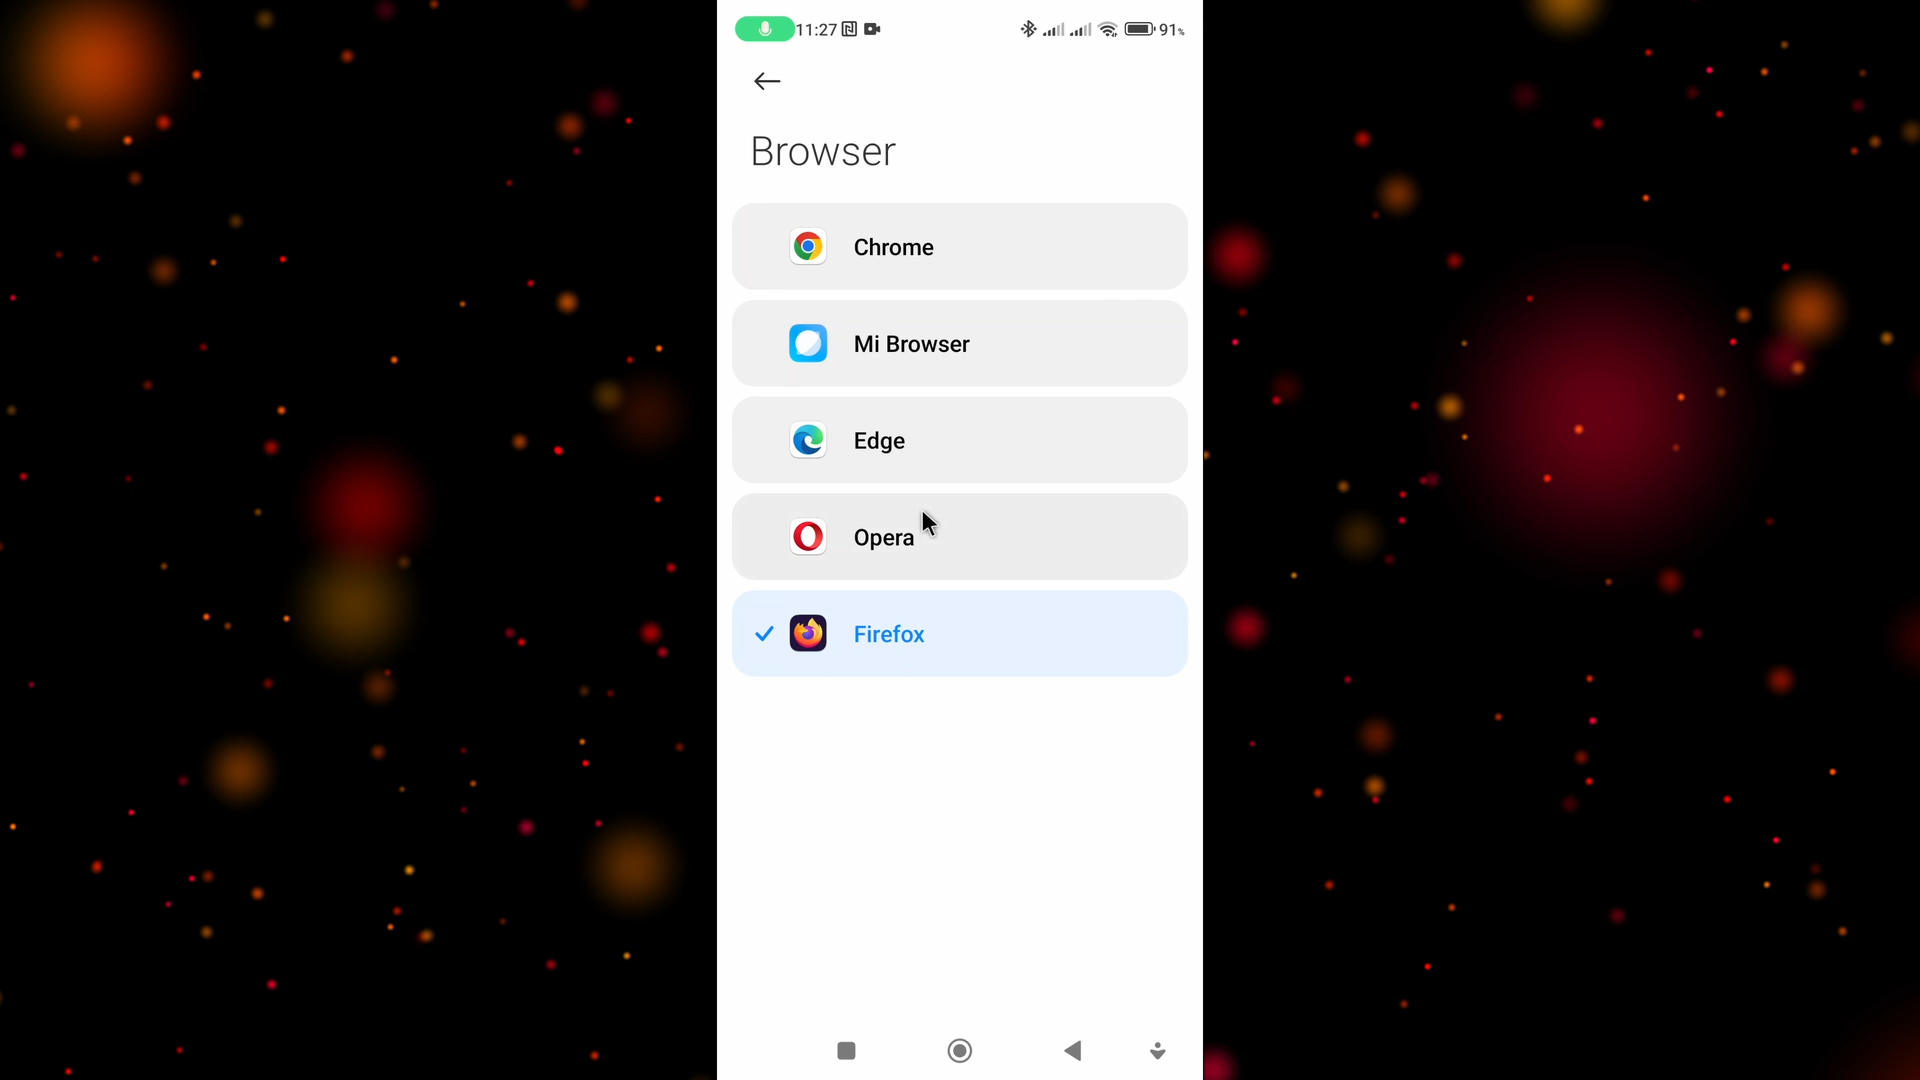 11:27 91%
Browser
Chrome
Mi Browser
Edge
Opera
Firefox